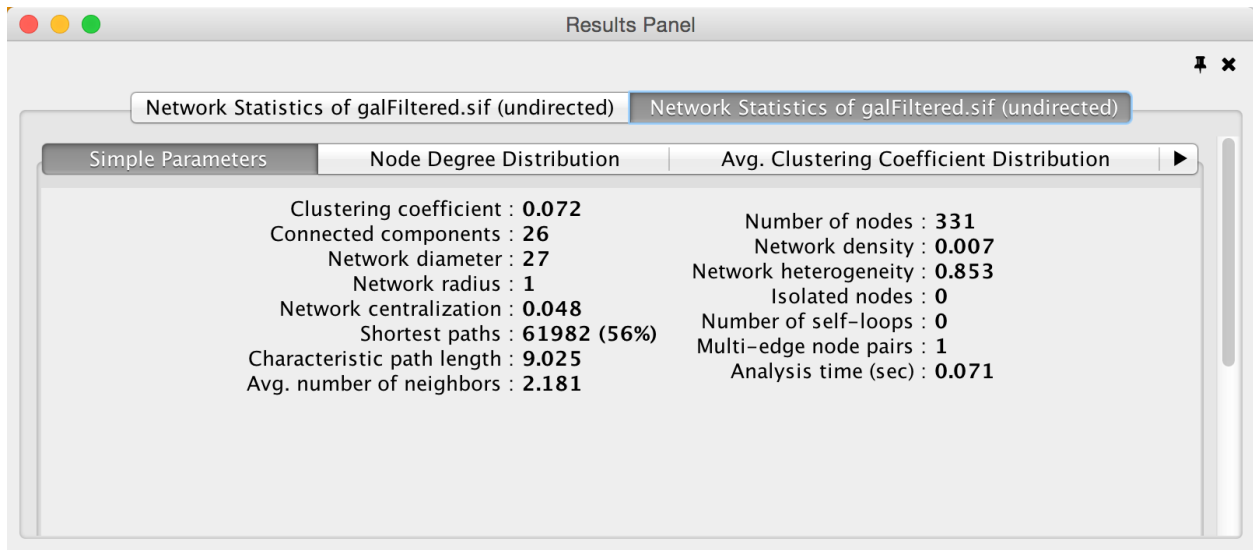 Results Panel
Network Statistics of galFiltered.sif (undirected)
Network Statistics of galFiltered.sif (undirected)
Simple Parameters
Node Degree Distribution
Avg. Clustering Coefficient Distribution
Clustering coefficient : 0.072
Connected components : 26
Network diameter : 27
Network radius : 1
Network centralization : 0.048
Shortest paths : 61982 (56%)
Characteristic path length : 9.025
Avg. number of neighbors : 2.181
Number of nodes : 331
Network density : 0.007
Network heterogeneity : 0.853
Isolated nodes : 0
Number of self-loops : 0
Multi-edge node pairs : 1
Analysis time (sec) : 0.071